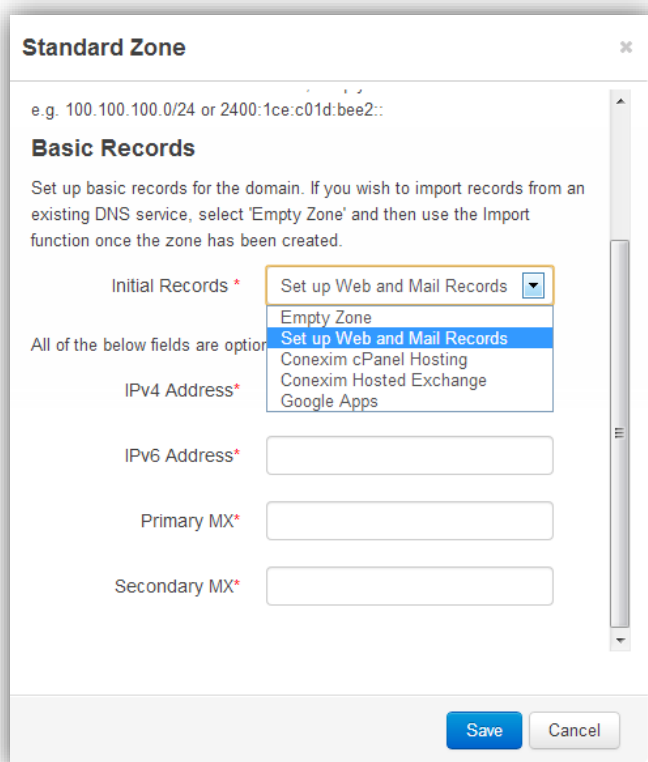 Standard Zone
×
e.g. 100.100.100.0/24 or 2400:1ce:c01d:bee2::
Basic Records
Set up basic records for the domain. If you wish to import records from an
existing DNS service, select 'Empty Zone' and then use the Import
function once the zone has been created.
Initial Records * Set up Web and Mail Records
Empty Zone
Set up Web and Mail Records
All of the below fields are option
Conexim cPanel Hosting
Conexim Hosted Exchange
IPv4 Address*
Google Apps
IPv6 Address*
Primary MX*
Secondary MX*
Save Cancel